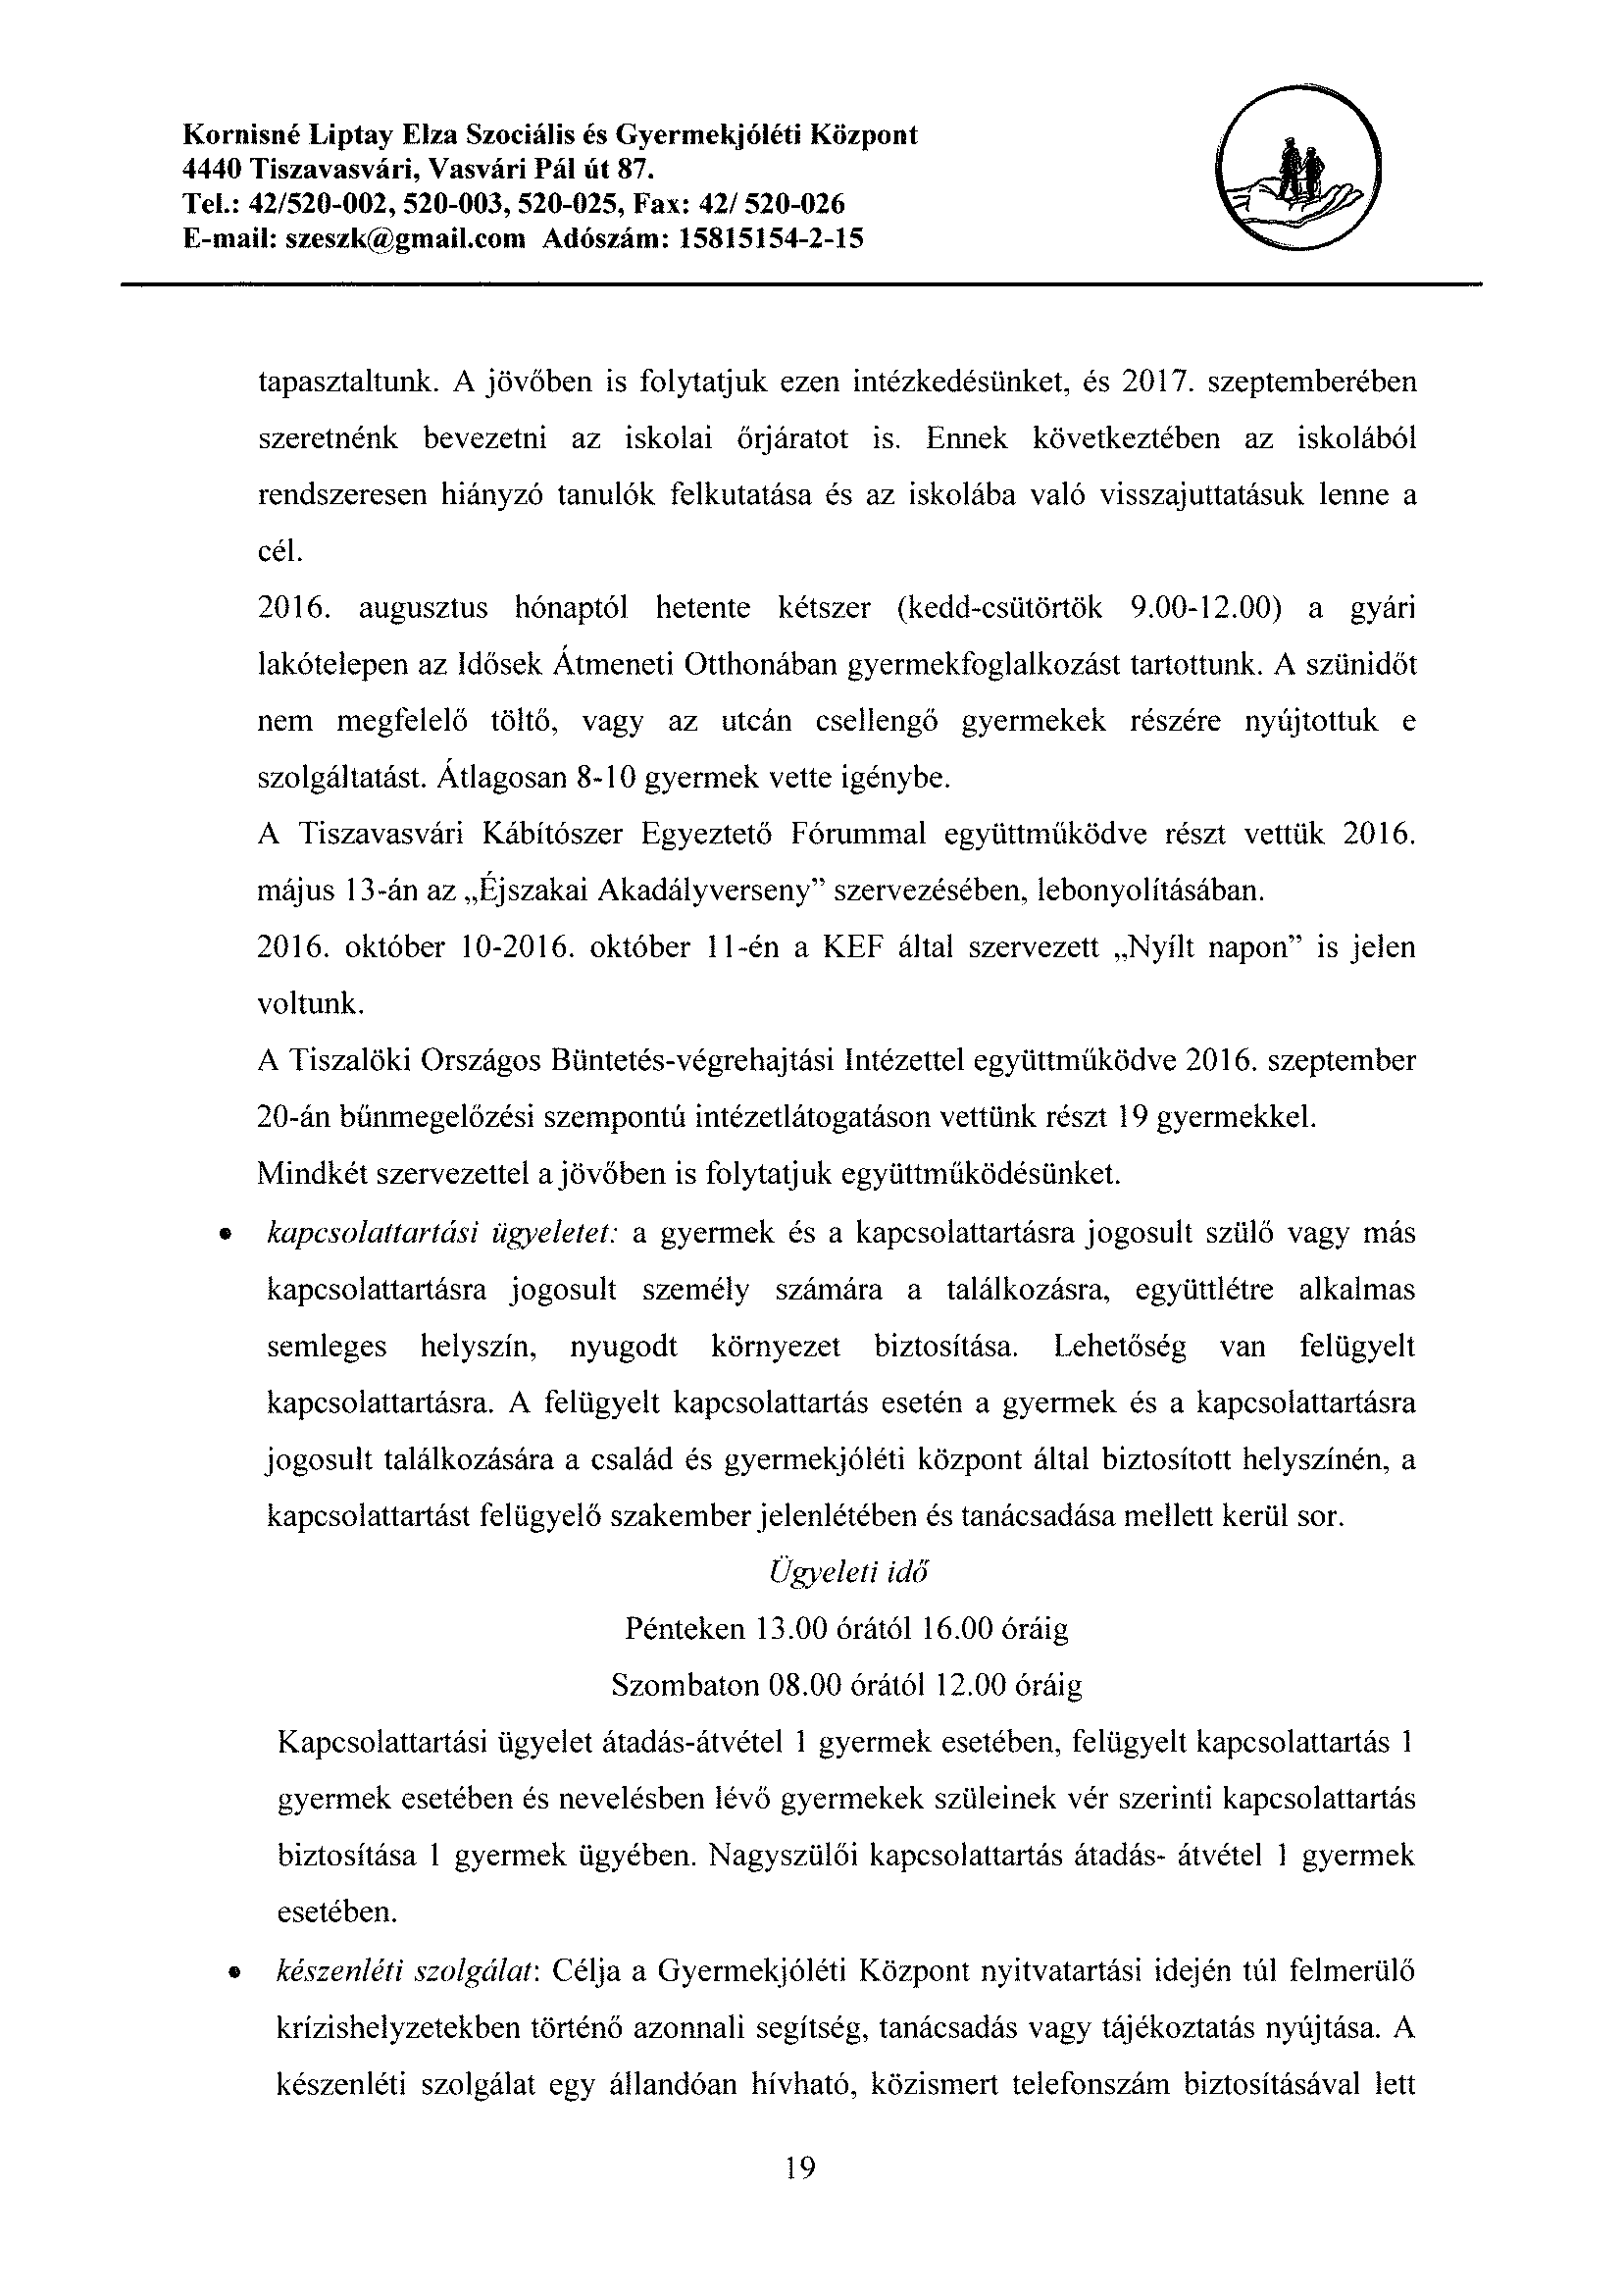 Kornisné Liptay Elza Szociális és Gyermekjóléti Központ
4440 Tiszavasvári, Vasvári Pál út 87.
Tel.: 42/520-002, 520-003, 520-025, Fax: 42/ 520-026
E-mail: szeszk@gmail.com Adószám: 15815154-2-15
tapasztaltunk. A jövőben is folytatjuk ezen intézkedésünket, és 2017. szeptemberében
szeretnénk bevezetni az iskolai őrjáratot is. Ennek következtében az iskolából
rendszeresen hiányzó tanulók felkutatása és az iskolába való visszajuttatásuk lenne a
cél.
2016. augusztus hónaptól hetente kétszer (kedd-csütörtök 9.00-12.00) a gyári
lakótelepen az Idősek Átmeneti Otthonában gyermekfoglalkozást tartottunk. A szünidőt
nem megfelelő töltő, vagy az utcán csellengő gyermekek részére nyújtottuk e
szolgáltatást. Átlagosan 8-10 gyermek vette igénybe.
A Tiszavasvári Kábítószer Egyeztető Fórummal együttműködve részt vettük 2016.
május 13-án az „Éjszakai Akadályverseny” szervezésében, lebonyolításában.
2016. október 10-2016. október 11-én a KEF által szervezett „Nyílt napon” is jelen
voltunk.
A Tiszalöki Országos Büntetés-végrehajtási Intézettel együttműködve 2016. szeptember
20-án bűnmegelőzési szempontú intézetlátogatáson vettünk részt 19 gyermekkel.
Mindkét szervezettel a jövőben is folytatjuk együttműködésünket.
• kapcsolattartási ügyeletet: a gyermek és a kapcsolattartásra jogosult szülő vagy más
kapcsolattartásra jogosult személy számára a találkozásra, együttlétre alkalmas
semleges helyszín, nyugodt környezet biztosítása. Lehetőség van felügyelt
kapcsolattartásra. A felügyelt kapcsolattartás esetén a gyermek és a kapcsolattartásra
jogosult találkozására a család és gyermekjóléti központ által biztosított helyszínén, a
kapcsolattartást felügyelő szakember jelenlétében és tanácsadása mellett kerül sor.
Ügyeleti idő
Pénteken 13.00 órától 16.00 óráig
Szombaton 08.00 órától 12.00 óráig
Kapcsolattartási ügyelet átadás-átvétel 1 gyermek esetében, felügyelt kapcsolattartás 1
gyermek esetében és nevelésben lévő gyermekek szüleinek vér szerinti kapcsolattartás
biztosítása 1 gyermek ügyében. Nagyszülői kapcsolattartás átadás- átvétel 1 gyermek
esetében.
• készenléti szolgálat: Célja a Gyermekjóléti Központ nyitvatartási idején túl felmerülő
krízishelyzetekben történő azonnali segítség, tanácsadás vagy tájékoztatás nyújtása. A
készenléti szolgálat egy állandóan hívható, közismert telefonszám biztosításával lett
19